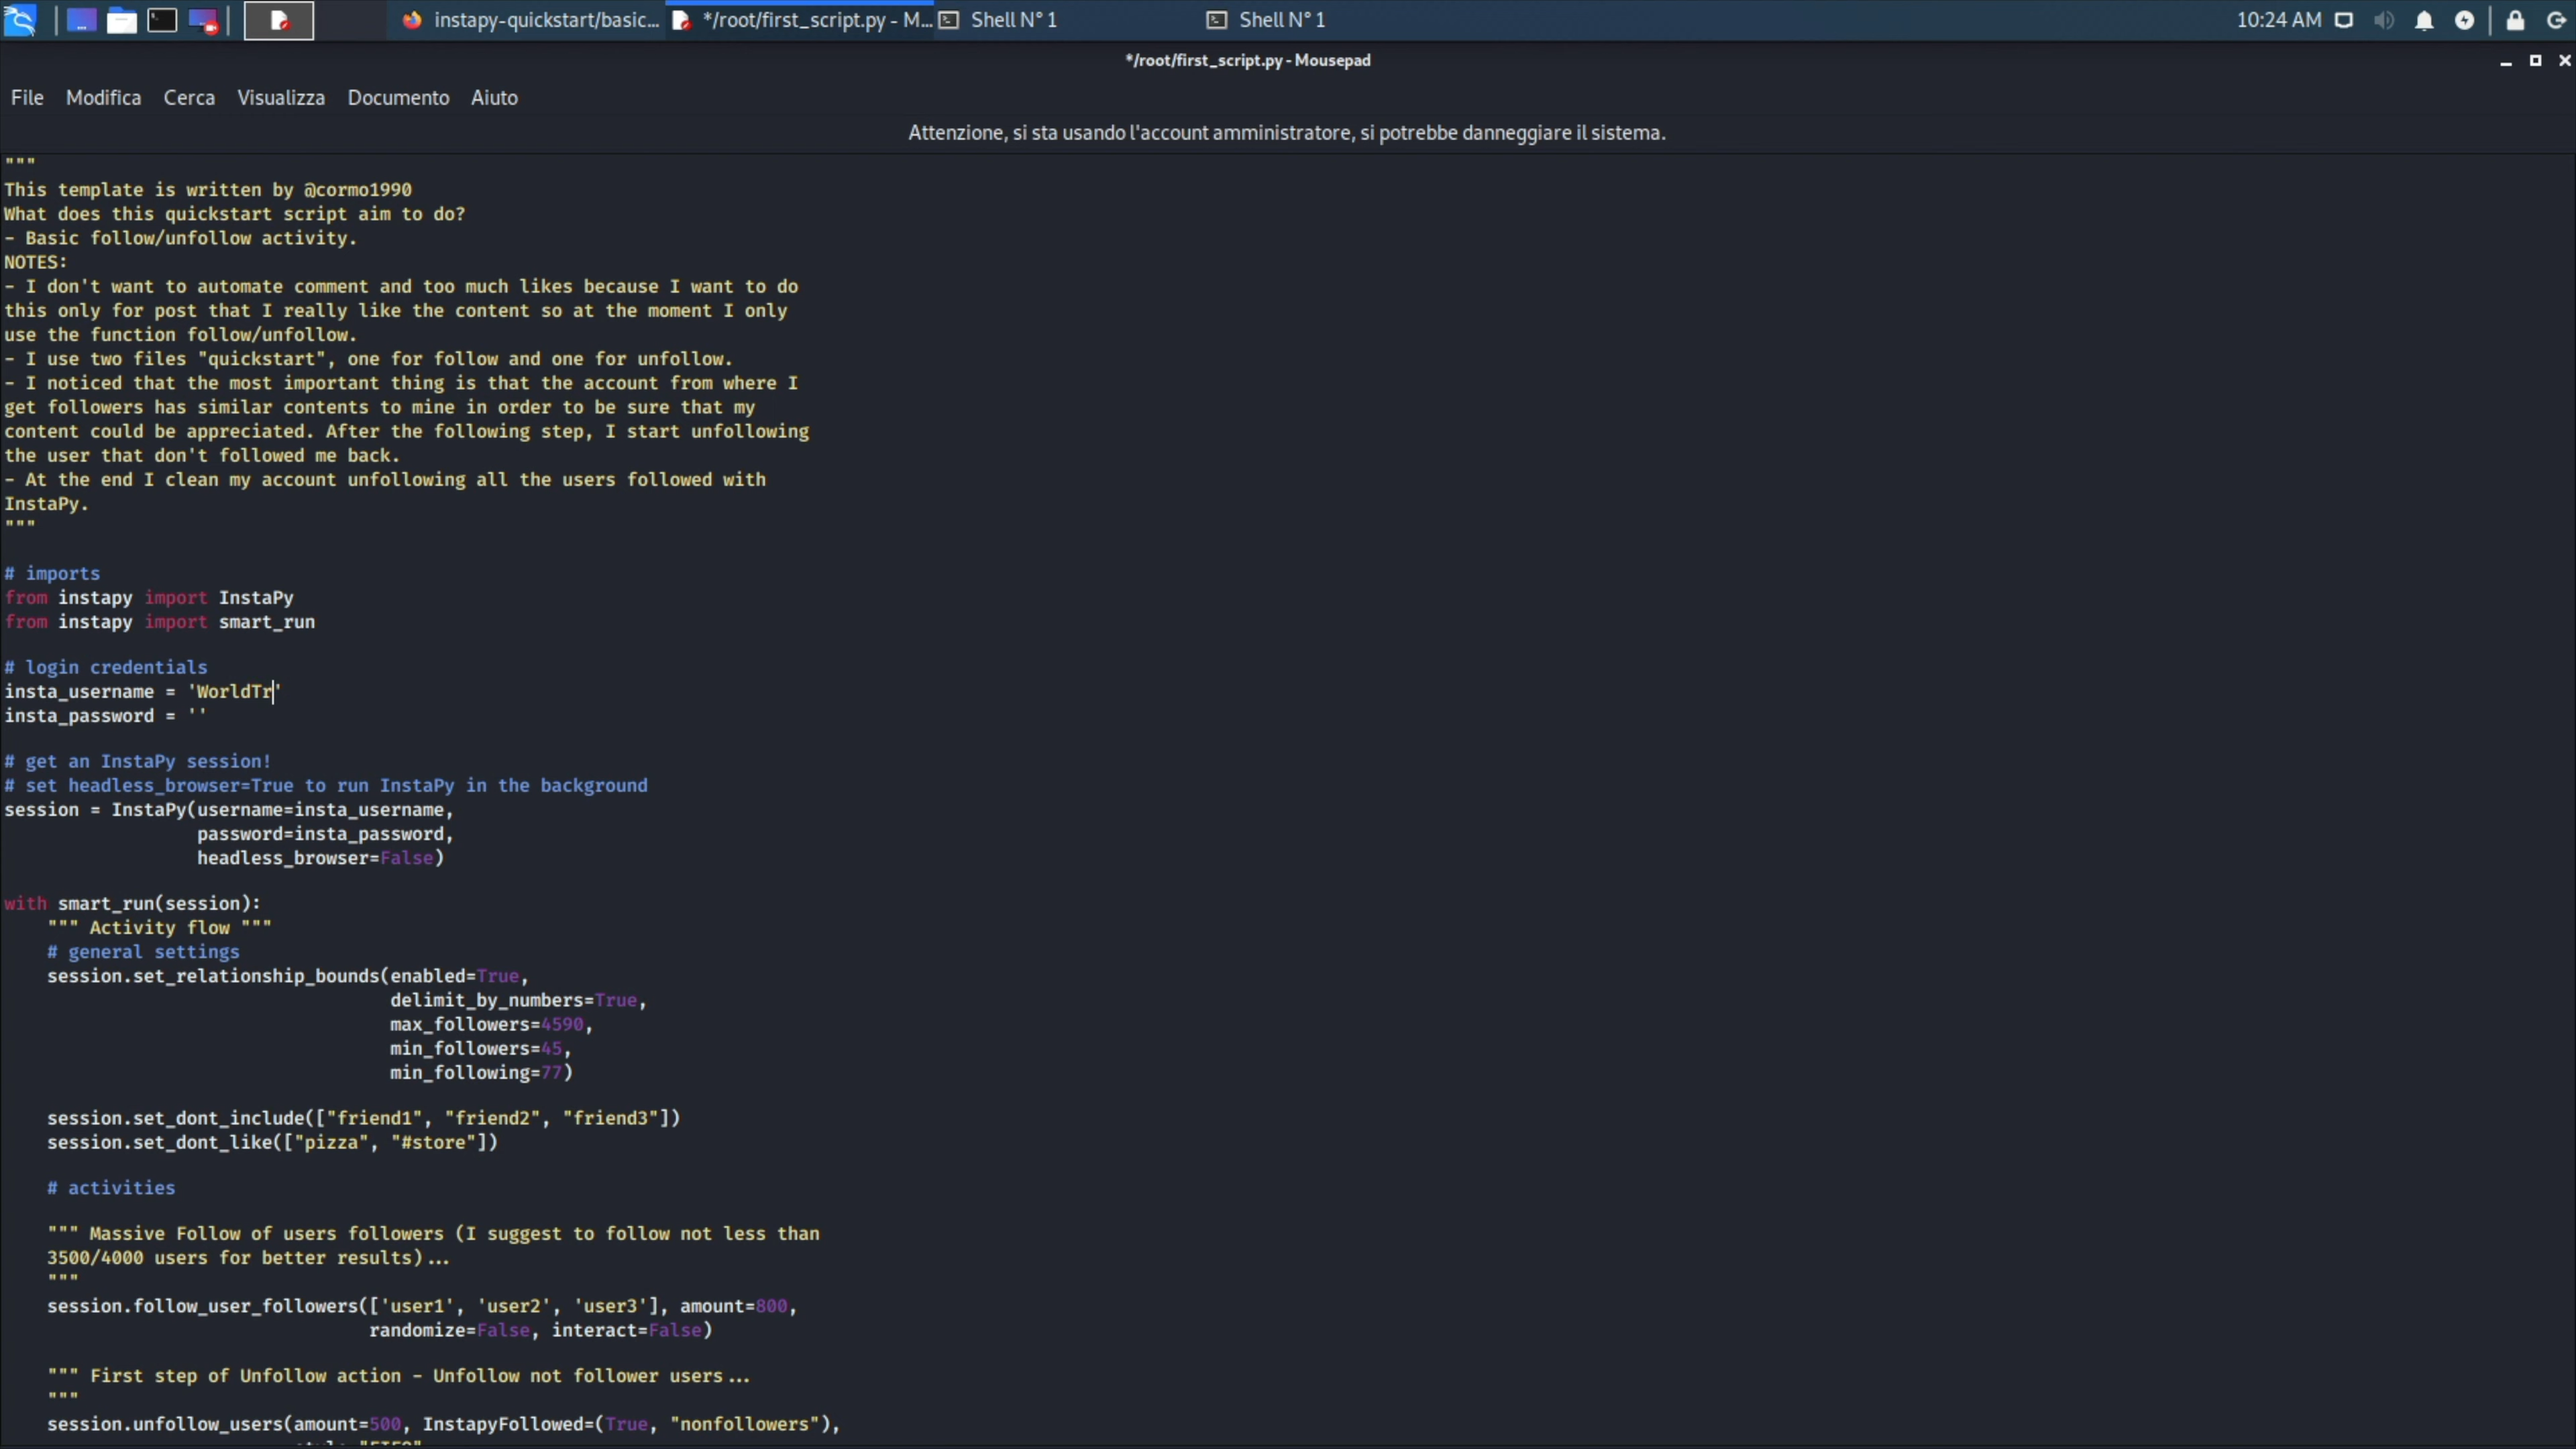 instapy-quickstart/basic...
*/root/first_script.py - M...
Shell N° 1
Shell N° 1
10:24 AM
*/root/first_script.py - Mousepad
File Modifica Cerca Visualizza Documento Aiuto
Attenzione, si sta usando l'account amministratore, si potrebbe danneggiare il sistema.
"""
This template is written by @cormo1990
What does this quickstart script aim to do?
- Basic follow/unfollow activity.
NOTES:
- I don't want to automate comment and too much likes because I want to do
this only for post that I really like the content so at the moment I only
use the function follow/unfollow.
- I use two files "quickstart", one for follow and one for unfollow.
- I noticed that the most important thing is that the account from where I
get followers has similar contents to mine in order to be sure that my
content could be appreciated. After the following step, I start unfollowing
the user that don't followed me back.
- At the end I clean my account unfollowing all the users followed with
InstaPy.
"""
# imports
from instapy import InstaPy
from instapy import smart_run
# login credentials
insta_username = 'WorldTr'
insta_password = ''
# get an InstaPy session!
# set headless_browser=True to run InstaPy in the background
session = InstaPy(username=insta_username,
password=insta_password,
headless_browser=False)
with smart_run(session):
""" Activity flow """
# general settings
session.set_relationship_bounds(enabled=True,
delimit_by_numbers=True,
max_followers=4590,
min_followers=45,
min_following=77)
session.set_dont_include(["friend1", "friend2", "friend3"])
session.set_dont_like(["pizza", "#store"])
# activities
""" Massive Follow of users followers (I suggest to follow not less than
3500/4000 users for better results)...
"""
session.follow_user_followers(['user1', 'user2', 'user3'], amount=800,
randomize=False, interact=False)
""" First step of Unfollow action - Unfollow not follower users...
"""
session.unfollow_users(amount=500, InstapyFollowed=(True, "nonfollowers"),